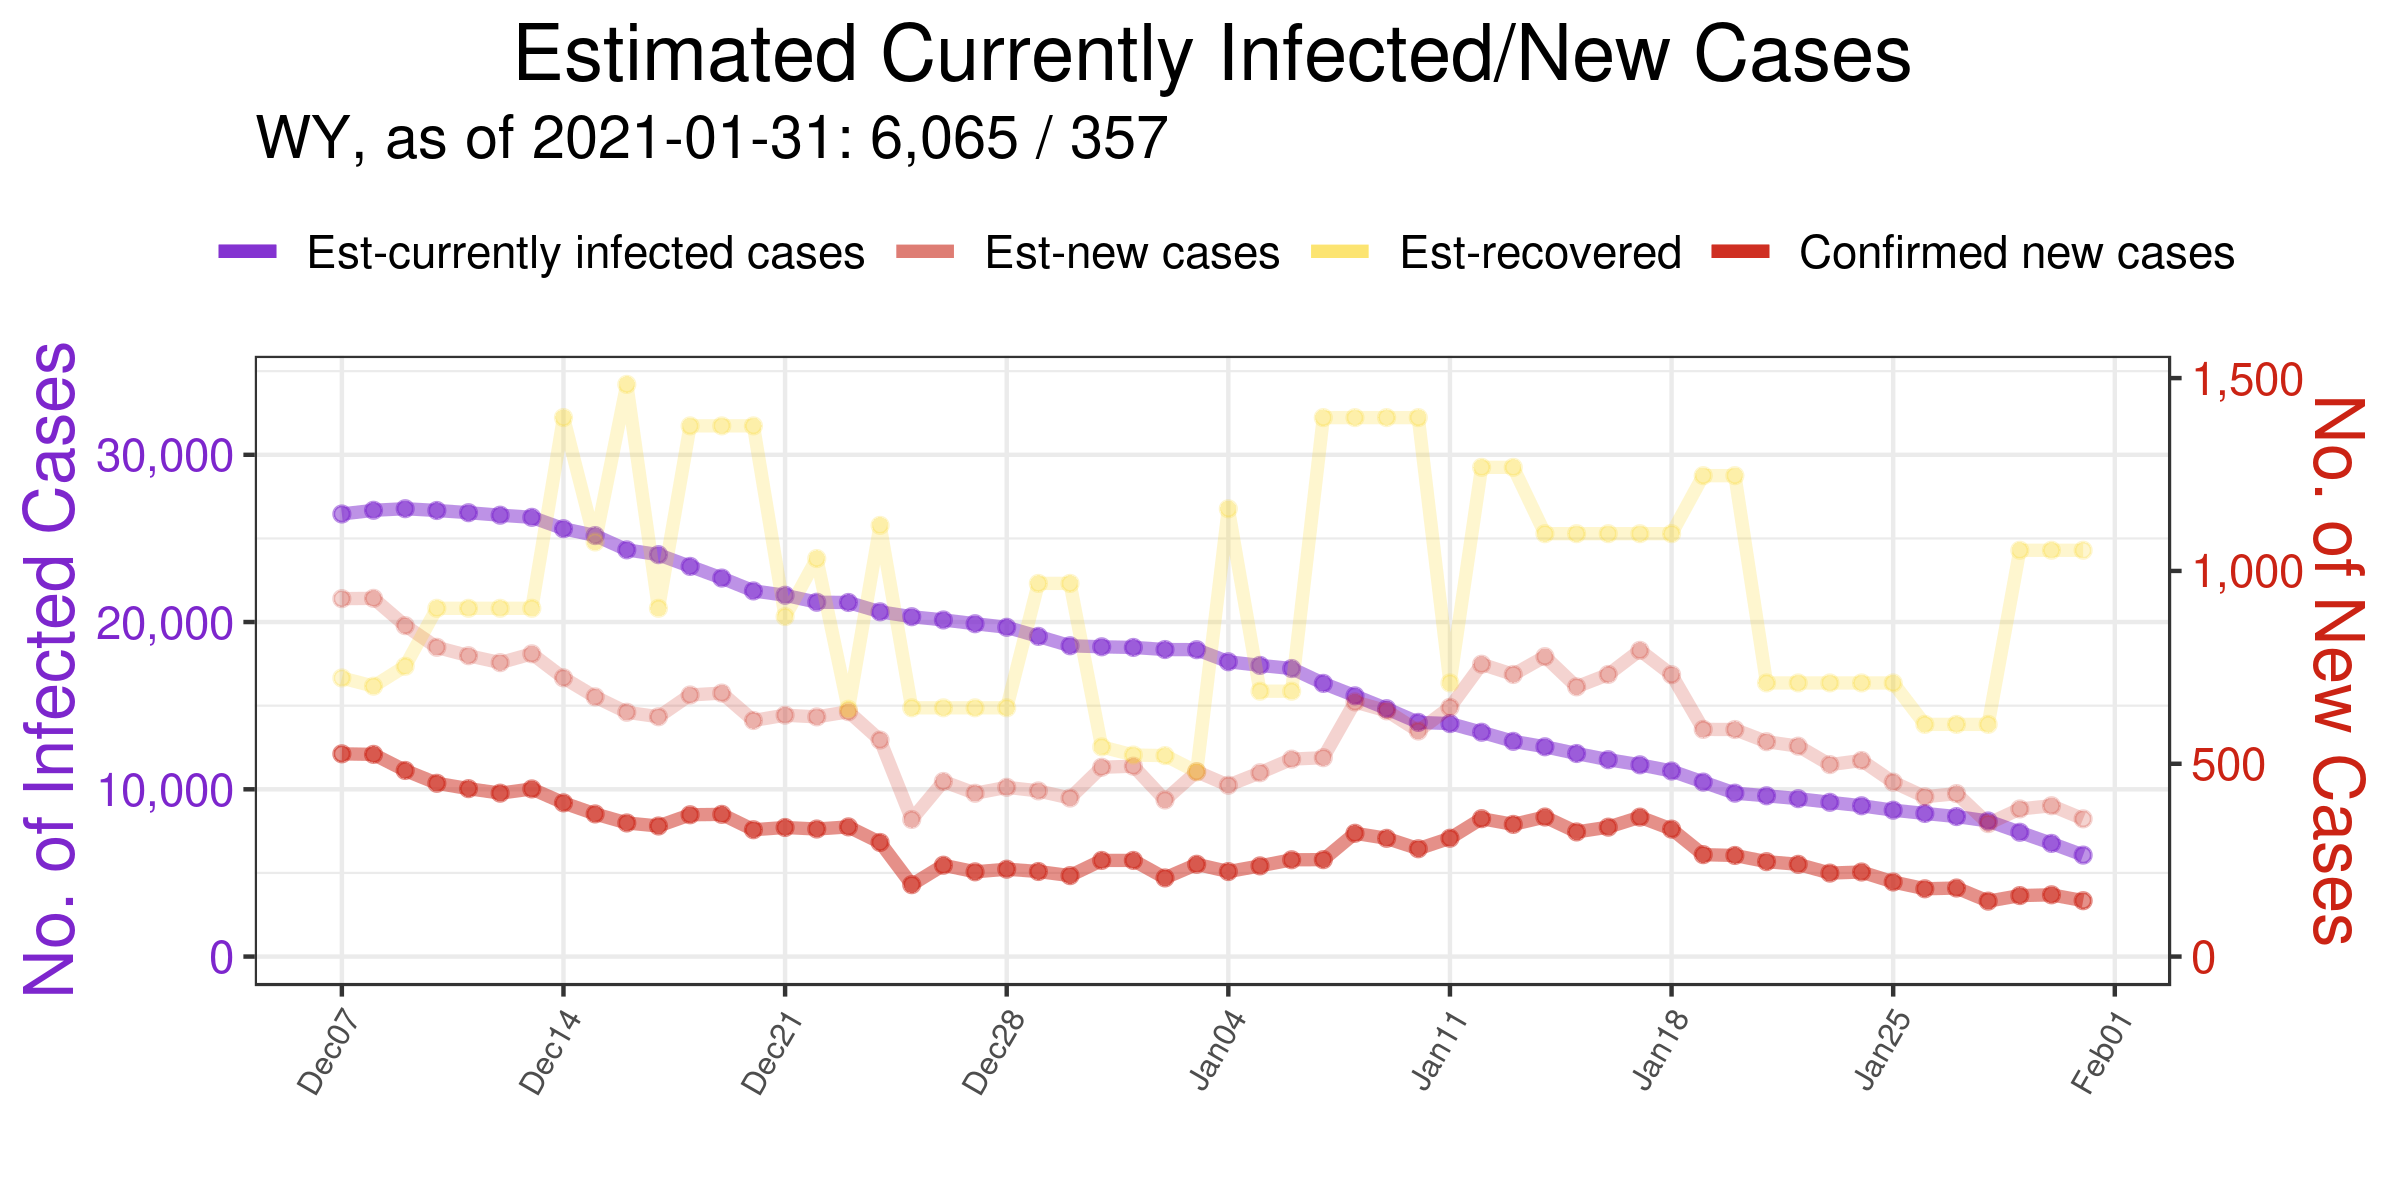 Estimated Currently Infected/New Cases
WY, as of 2021-01-31: 6,065 / 357
Est-currently infected cases Est-new cases Est-recovered Confirmed new cases
No. of Infected Cases
30,000
20,000
10,000
0
1,500
1,000
500
0
No. of New Cases
Dec07 Dec14 Dec21 Dec28 Jan04 Jan11 Jan18 Jan25 Feb01